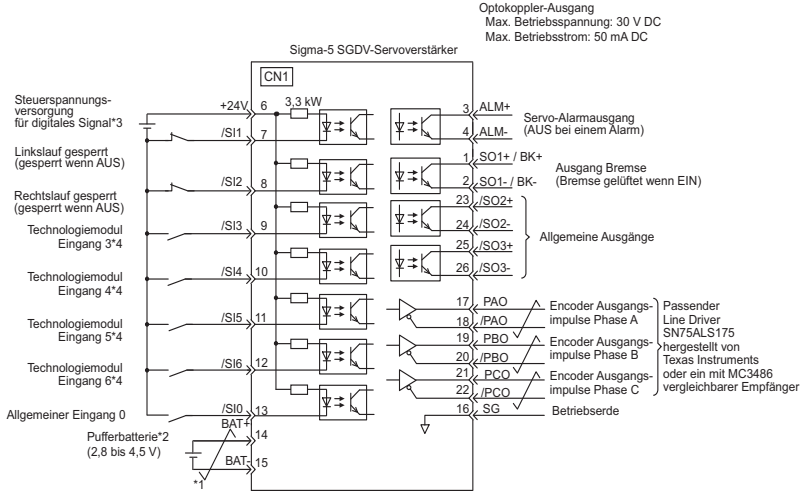 Optokoppler-Ausgang
Max. Betriebsspannung: 30 V DC
Max. Betriebsstrom: 50 mA DC
Sigma-5 SGDV-Servoverstärker
CN1
Steuerspannungs-
versorgung
für digitales Signal*3
+24V 6 3,3 kW
/SI1 7
Linkslauf gesperrt
(gesperrt wenn AUS)
/SI2 8
Rechtslauf gesperrt
(gesperrt wenn AUS)
/SI3 9
Technologiemodul
Eingang 3*4
/SI4 10
Technologiemodul
Eingang 4*4
/SI5 11
Technologiemodul
Eingang 5*4
/SI6 12
Technologiemodul
Eingang 6*4
/SI0 13
Allgemeiner Eingang 0
BAT+ 14
Pufferbatterie*2
(2,8 bis 4,5 V)
BAT- 15
*1
3 ALM+
4 ALM-
Servo-Alarmausgang
(AUS bei einem Alarm)
1 SO1+ / BK+
2 SO1- / BK-
Ausgang Bremse
(Bremse gelüftet wenn EIN)
23 /SO2+
24 /SO2-
25 /SO3+
26 /SO3-
Allgemeine Ausgänge
17 PAO
18 /PAO
Encoder Ausgangs-
impulse Phase A
19 PBO
20 /PBO
Encoder Ausgangs-
impulse Phase B
21 PCO
22 /PCO
Encoder Ausgangs-
impulse Phase C
16 SG
Betriebserde
Passender
Line Driver
SN75ALS175
hergestellt von
Texas Instruments
oder ein mit MC3486
vergleichbarer Empfänger